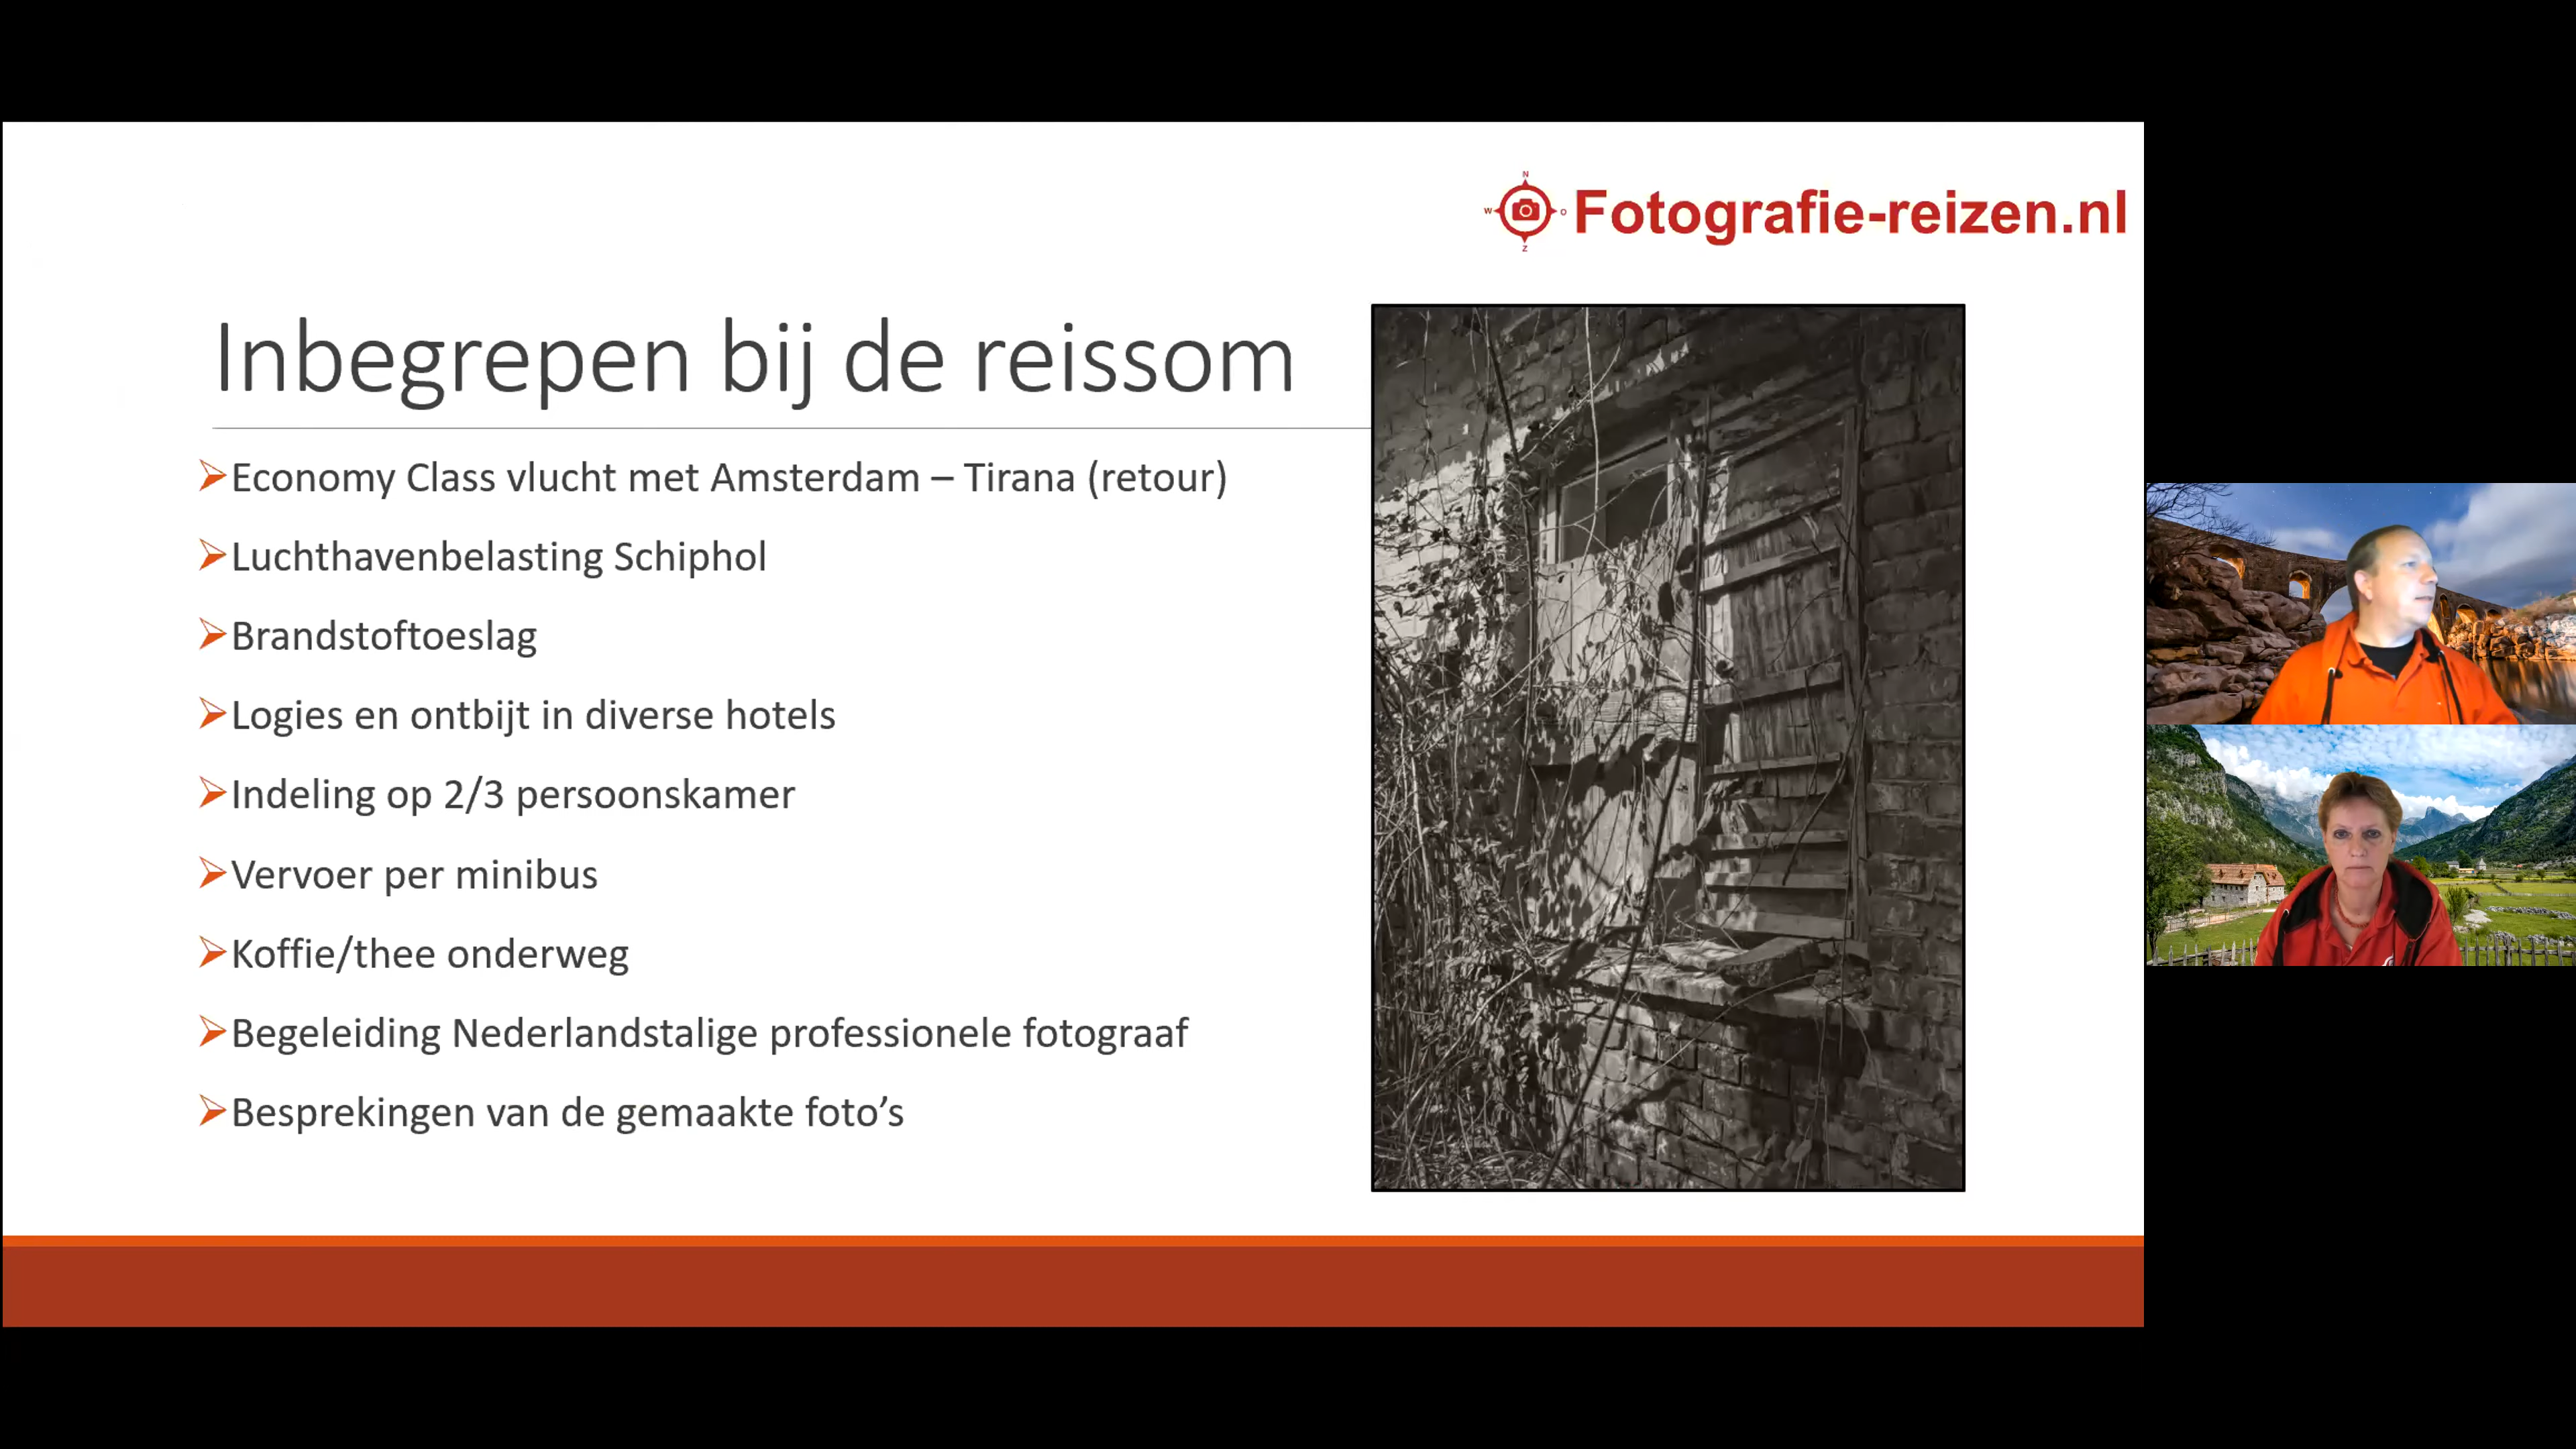 N
W
O
Z
Fotografie-reizen.nl
Inbegrepen bij de reissom
Economy Class vlucht met Amsterdam – Tirana (retour)
Luchthavenbelasting Schiphol
Brandstoftoeslag
Logies en ontbijt in diverse hotels
Indeling op 2/3 persoonskamer
Vervoer per minibus
Koffie/thee onderweg
Begeleiding Nederlandstalige professionele fotograaf
Besprekingen van de gemaakte foto’s